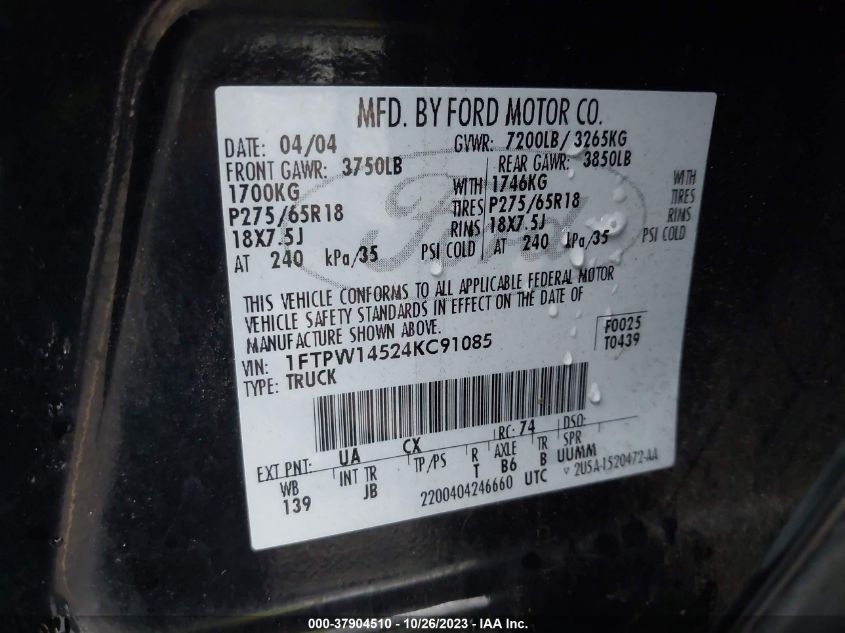 MFD. BY FORD MOTOR CO.
DATE: 04/04 GVWR: 7200LB/ 3265KG
FRONT GAWR: 3750LB REAR GAWR: 3850LB
1700KG WITH 1746KG WITH
P275/65R18 TIRES P275/65R18 TIRES
18X7.5J RIMS 18X7.5J RIMS
AT 240 kPa/35 PSI COLD AT 240 kPa/35 PSI COLD
Ford
THIS VEHICLE CONFORMS TO ALL APPLICABLE FEDERAL MOTOR
VEHICLE SAFETY STANDARDS IN EFFECT ON THE DATE OF
MANUFACTURE SHOWN ABOVE.
VIN: 1FTPW14524KC91085 F0025
TYPE: TRUCK T0439
EXT PNT: UA CX RC: 74 DSO:
WB INT TR TP/PS R AXLE TR SPR
139 JB T B6 B UUMM
2200404246660 UTC ▽ 2U5A-1520472-AA
000-37904510 - 10/26/2023 - IAA Inc.